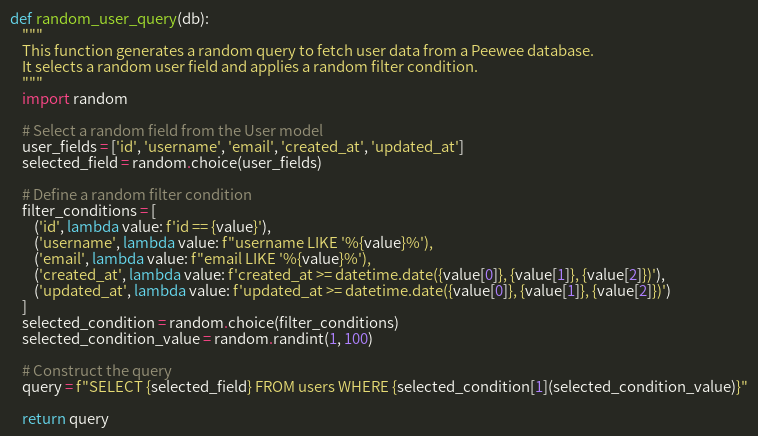 def random_user_query(db):
    """
    This function generates a random query to fetch user data from a Peewee database.
    It selects a random user field and applies a random filter condition.
    """
    import random

    # Select a random field from the User model
    user_fields = ['id', 'username', 'email', 'created_at', 'updated_at']
    selected_field = random.choice(user_fields)

    # Define a random filter condition
    filter_conditions = [
        ('id', lambda value: f'id == {value}'),
        ('username', lambda value: f"username LIKE '%{value}%'),
        ('email', lambda value: f"email LIKE '%{value}%'),
        ('created_at', lambda value: f'created_at >= datetime.date({value[0]}, {value[1]}, {value[2]})'),
        ('updated_at', lambda value: f'updated_at >= datetime.date({value[0]}, {value[1]}, {value[2]})')
    ]
    selected_condition = random.choice(filter_conditions)
    selected_condition_value = random.randint(1, 100)

    # Construct the query
    query = f"SELECT {selected_field} FROM users WHERE {selected_condition[1](selected_condition_value)}"

    return query